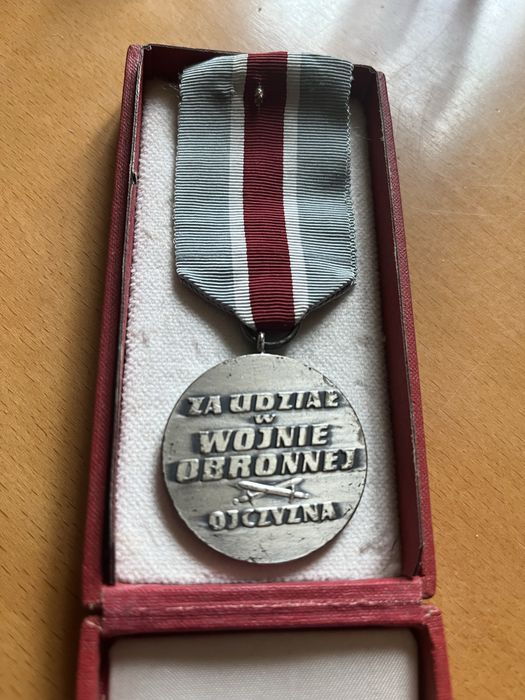 ZA UDZIAŁ
W
WOJNIE
OBRONNEJ
OJCZYZNA